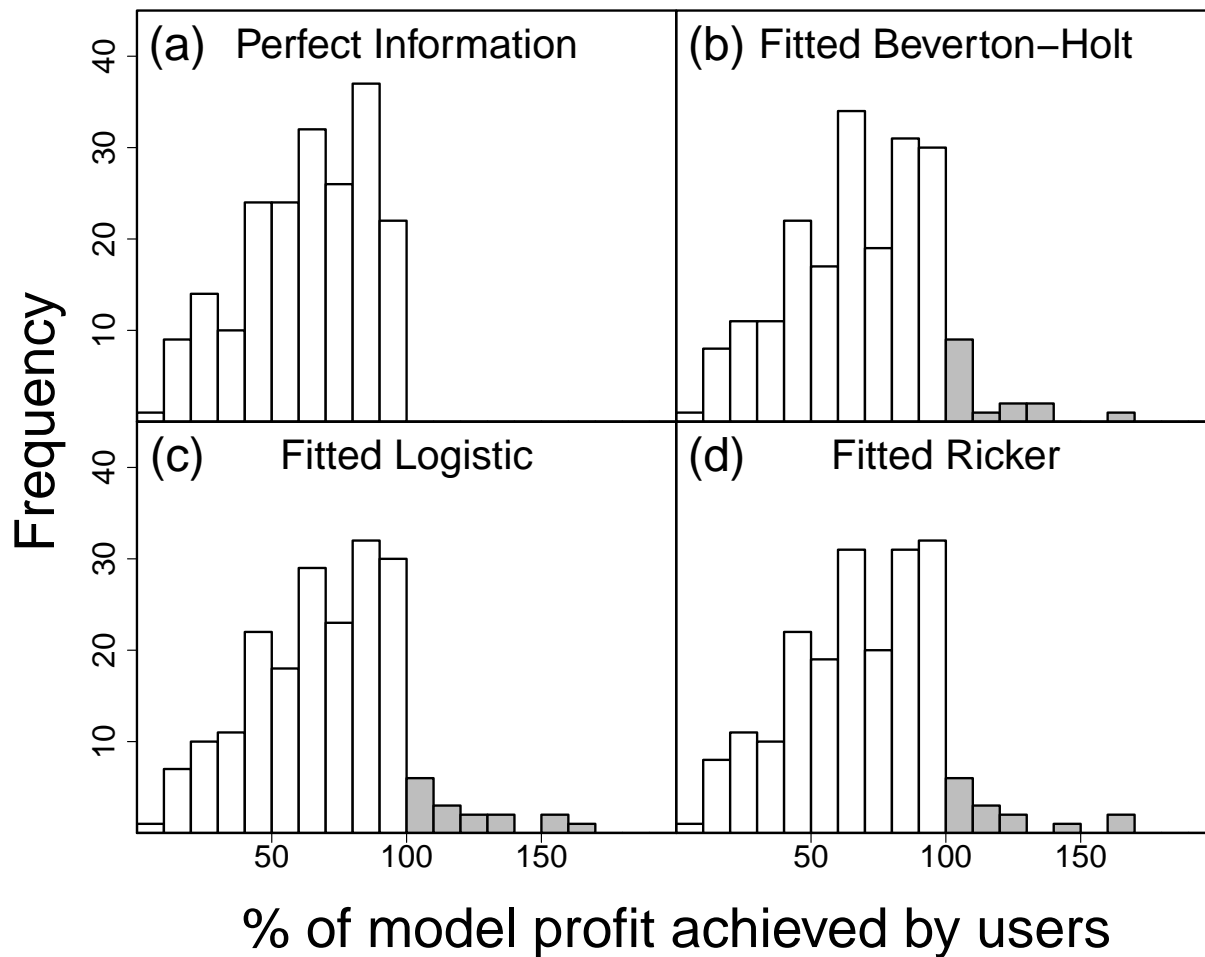 (a) Perfect Information
(b) Fitted Beverton−Holt
40
30
20
10
(c) Fitted Logistic
(d) Fitted Ricker
40
30
20
10
Frequency
50 100 150
50 100 150
% of model profit achieved by users